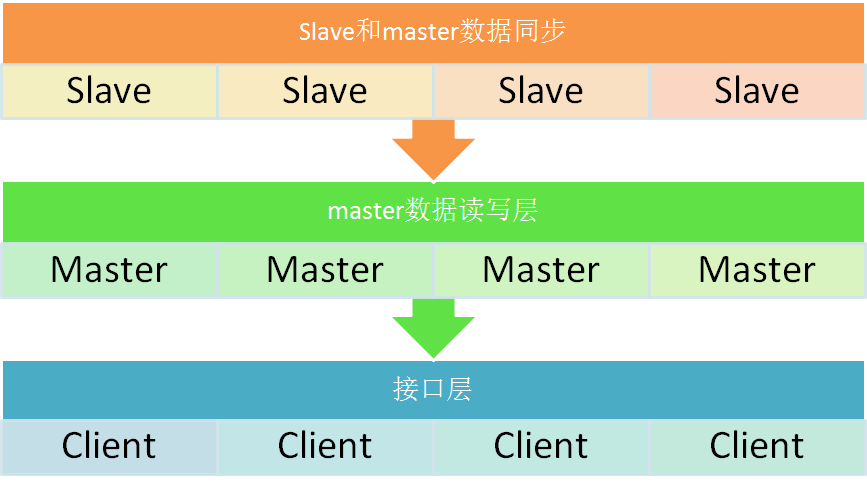 Slave和master数据同步
Slave Slave Slave Slave
master数据读写层
Master Master Master Master
接口层
Client Client Client Client